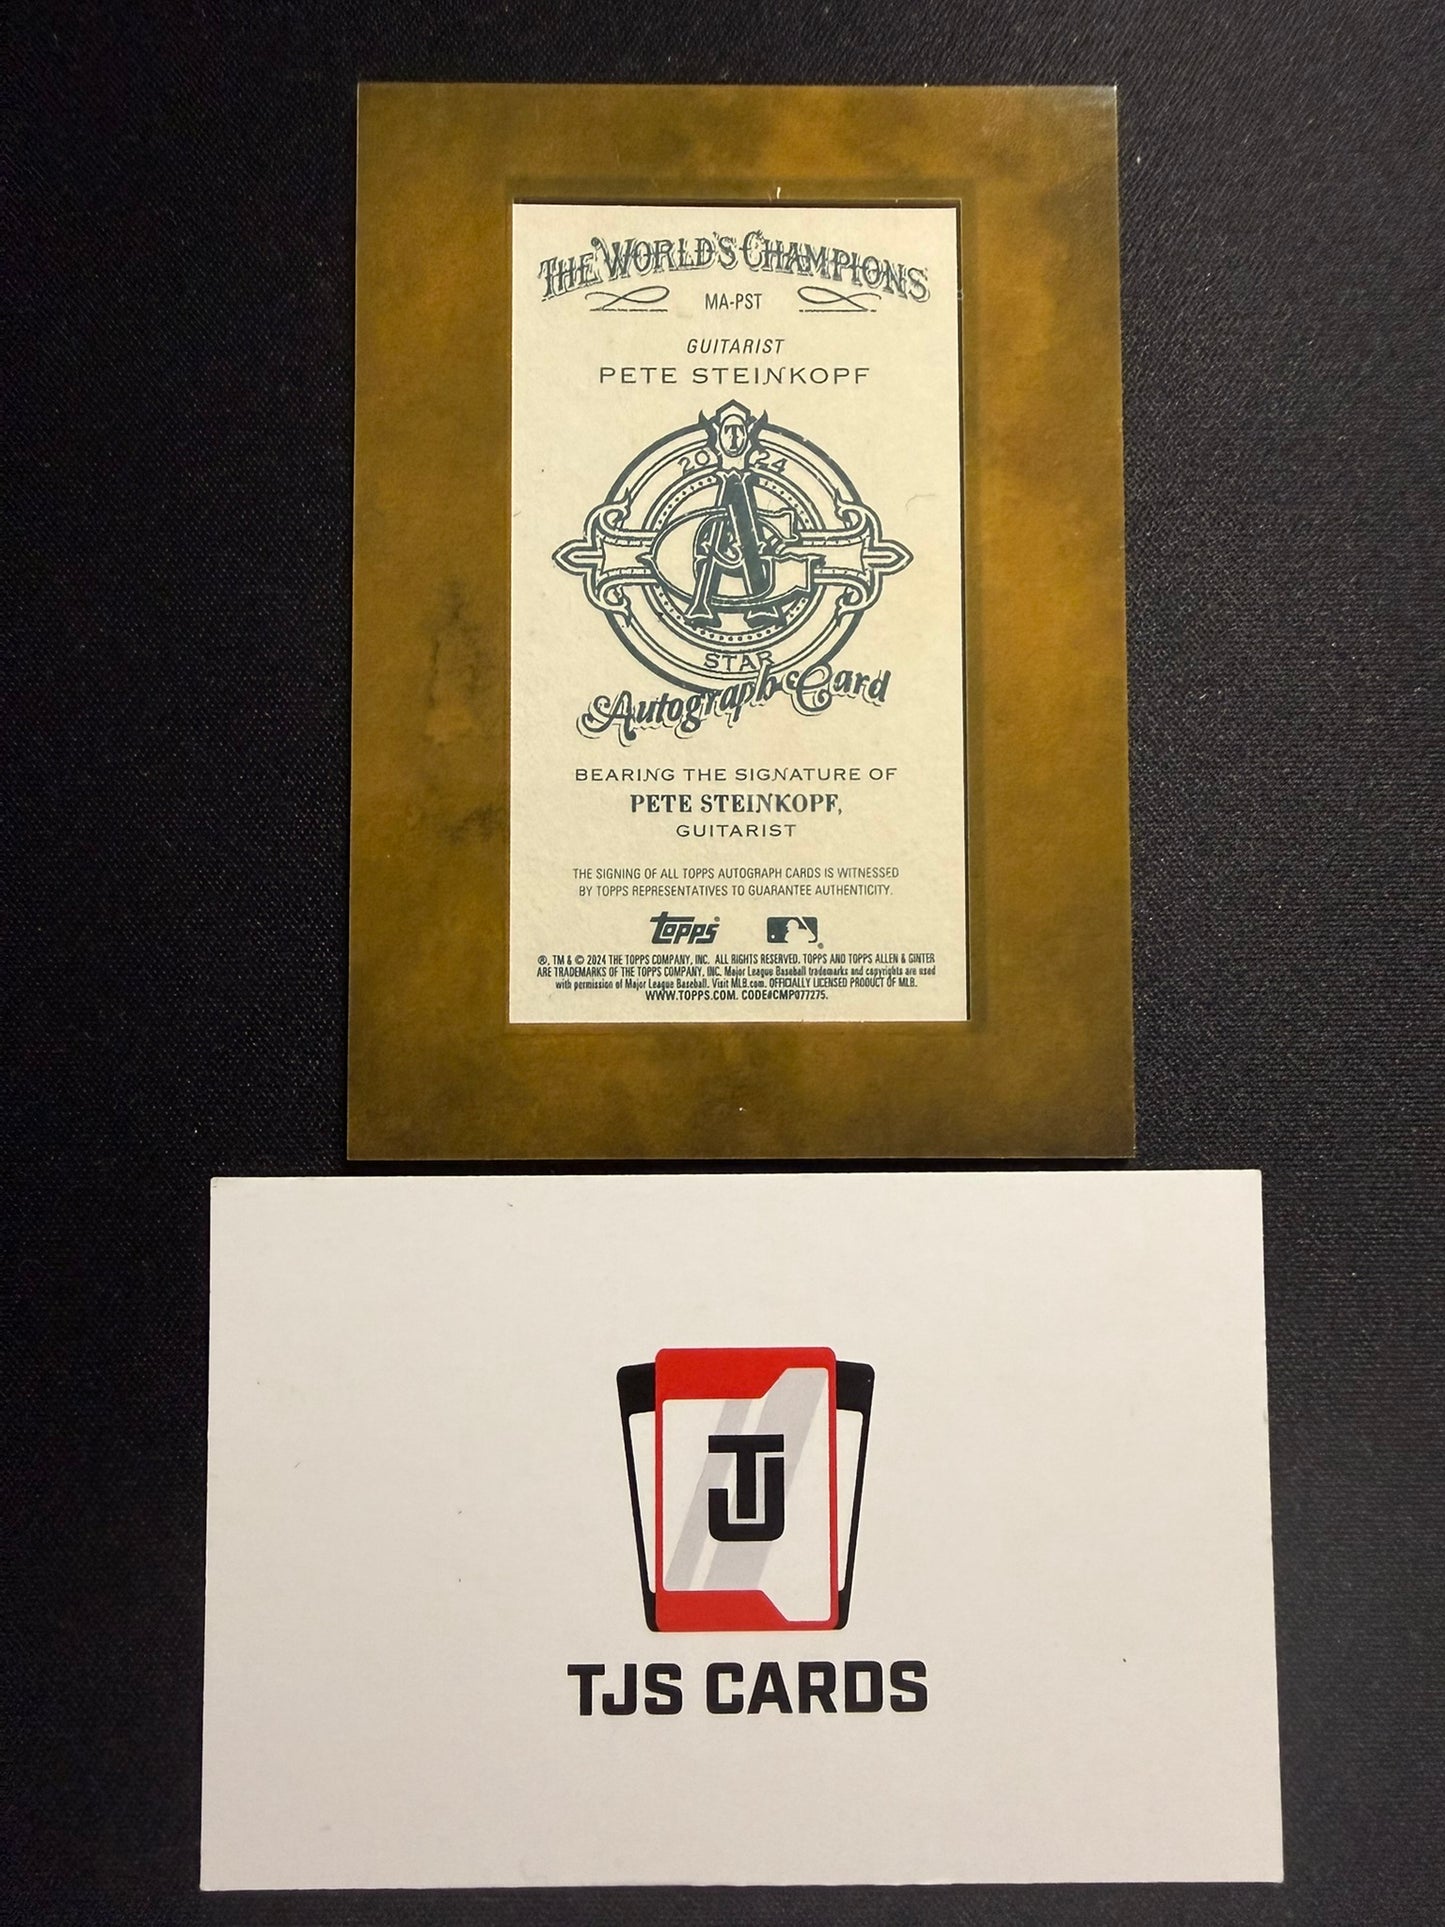 THE WORLD'S CHAMPIONS
MA-PST
GUITARIST
PETE STEINKOPF
T
20 24
A&G
STAR
Autograph Card
BEARING THE SIGNATURE OF
PETE STEINKOPF,
GUITARIST
THE SIGNING OF ALL TOPPS AUTOGRAPH CARDS IS WITNESSED
BY TOPPS REPRESENTATIVES TO GUARANTEE AUTHENTICITY.
topps
®, TM & © 2024 THE TOPPS COMPANY, INC. ALL RIGHTS RESERVED. TOPPS AND TOPPS ALLEN & GINTER
ARE TRADEMARKS OF THE TOPPS COMPANY, INC. Major League Baseball trademarks and copyrights are used
with permission of Major League Baseball. Visit MLB.com. OFFICIALLY LICENSED PRODUCT OF MLB.
WWW.TOPPS.COM. CODE#CMP077275.
TJ
TJS CARDS